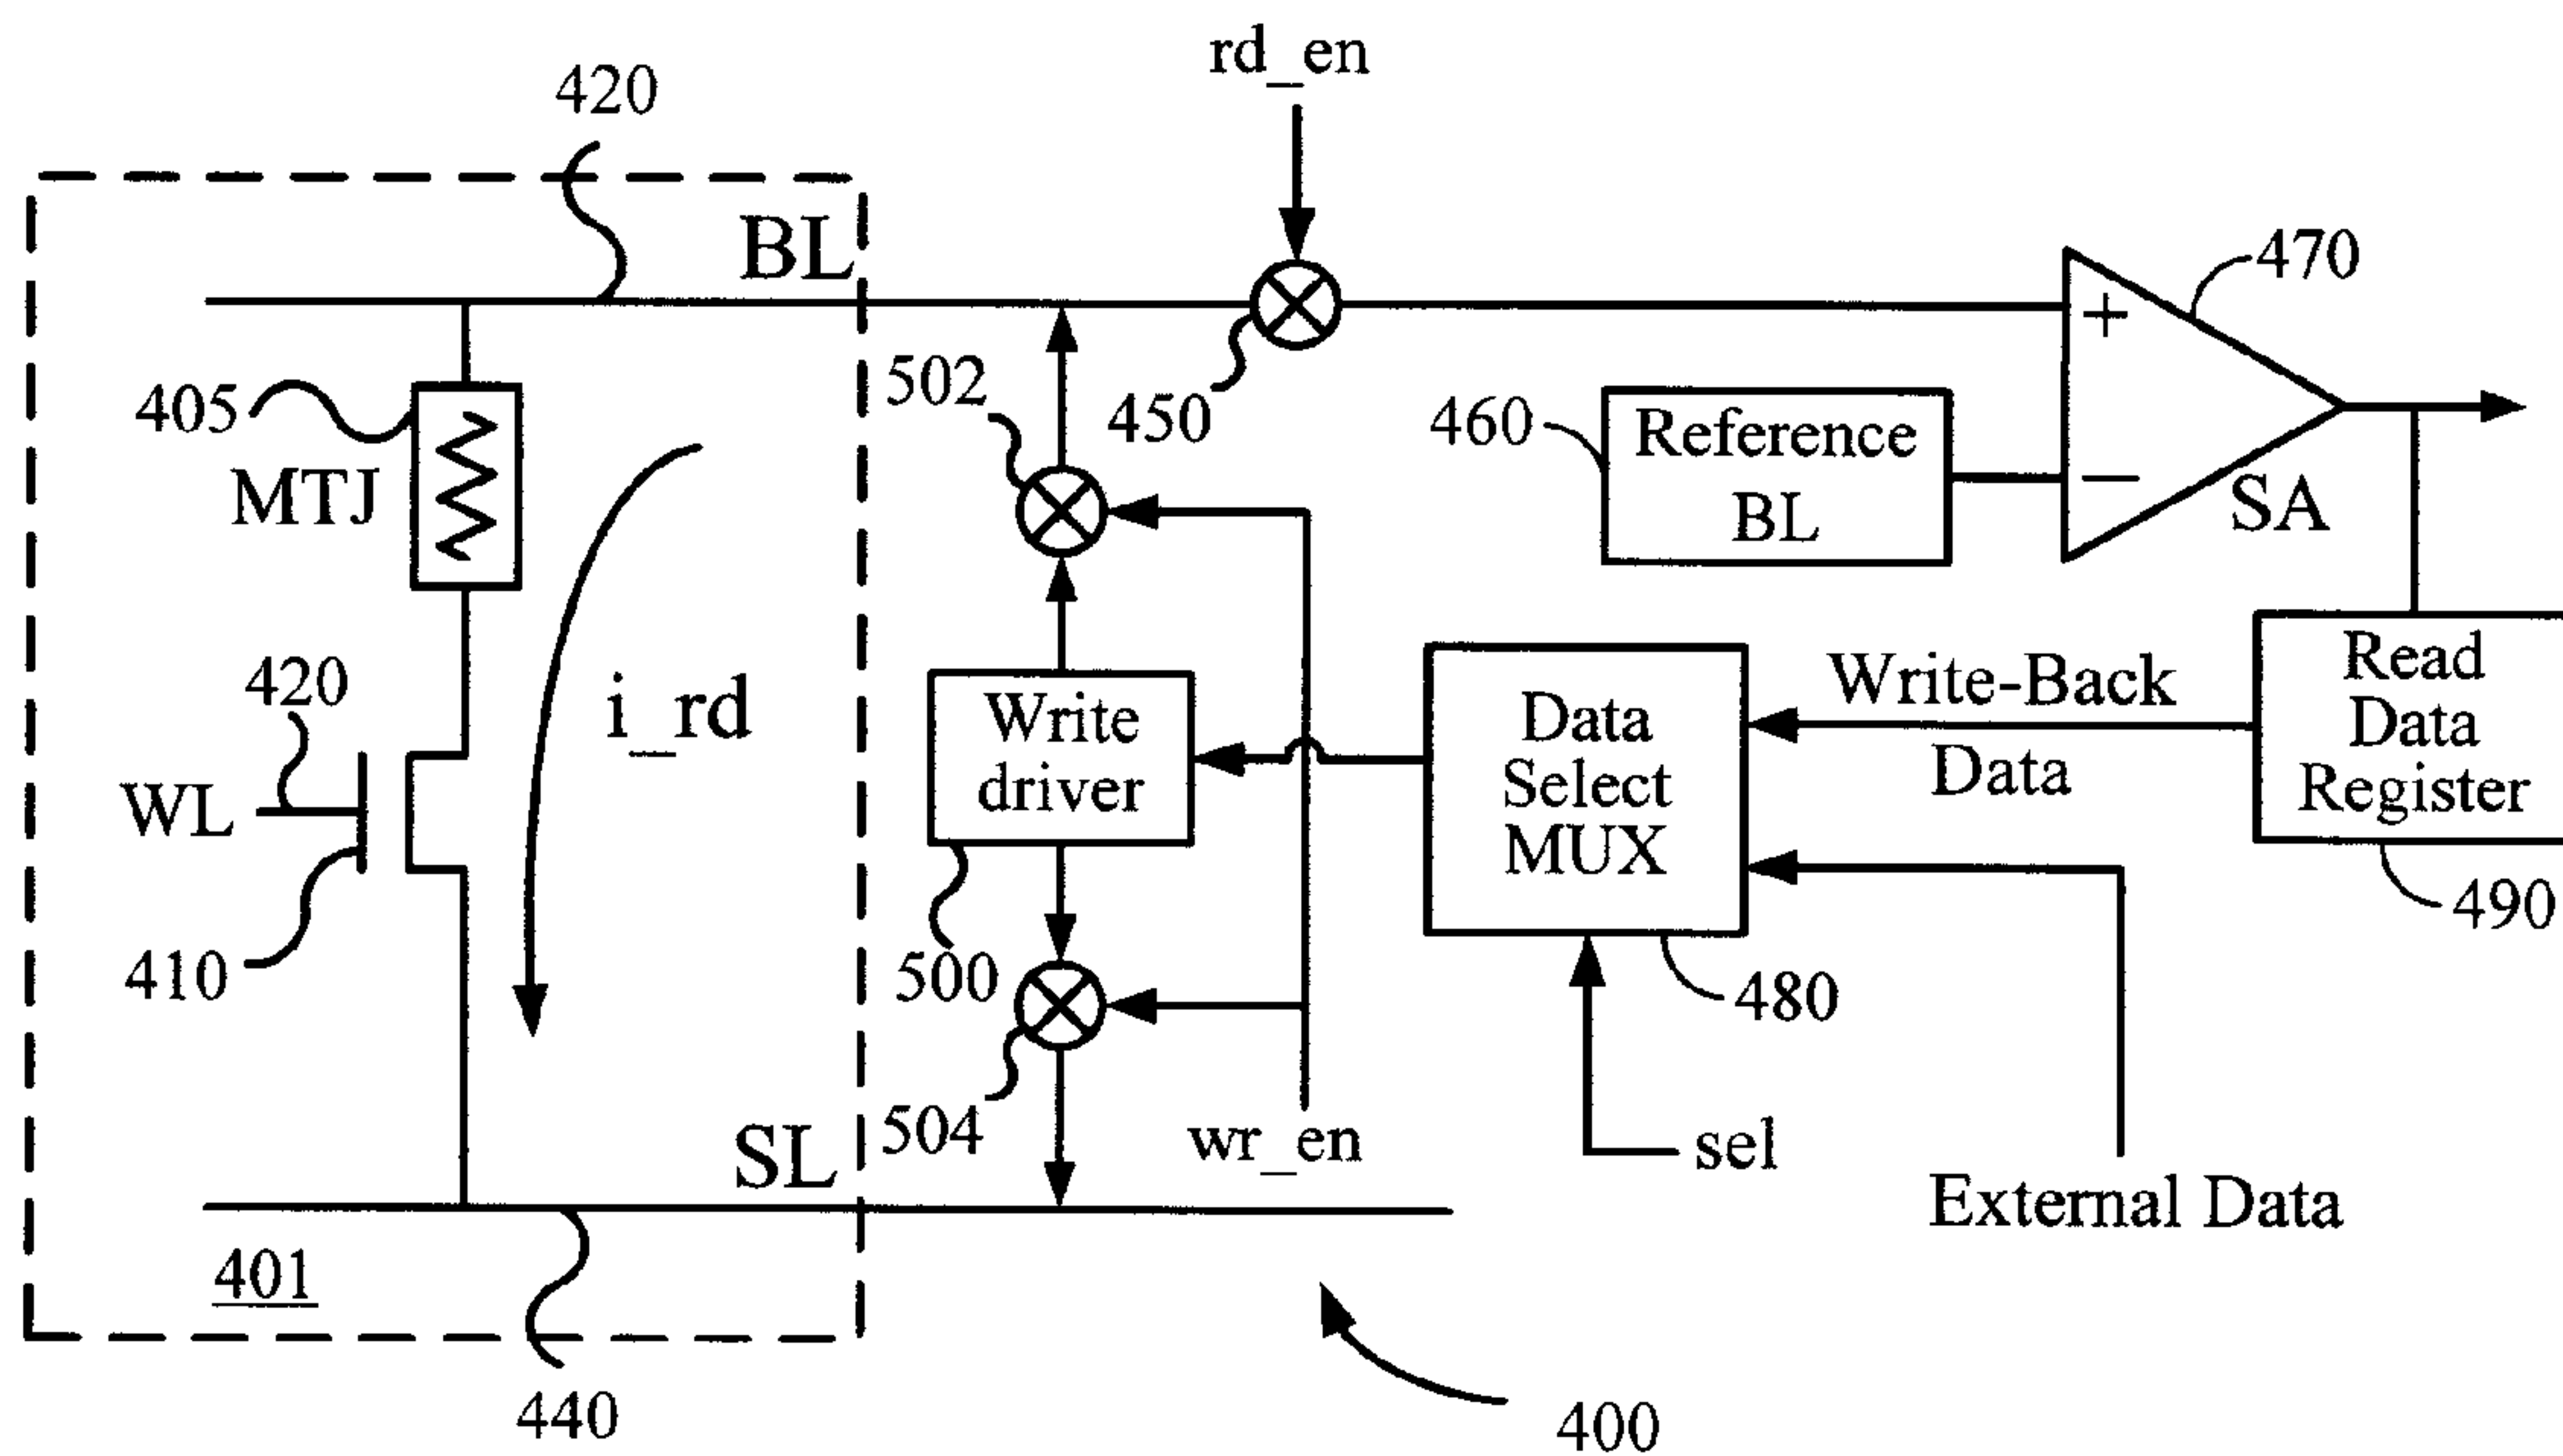 rd_en
420
BL
470
405
502
450
460
Reference
BL
+
−
SA
MTJ
420
i_rd
Write
driver
Data
Select
MUX
Write-Back
Data
Read
Data
Register
WL
410
500
480
490
504
wr_en
sel
SL
External Data
401
440
400